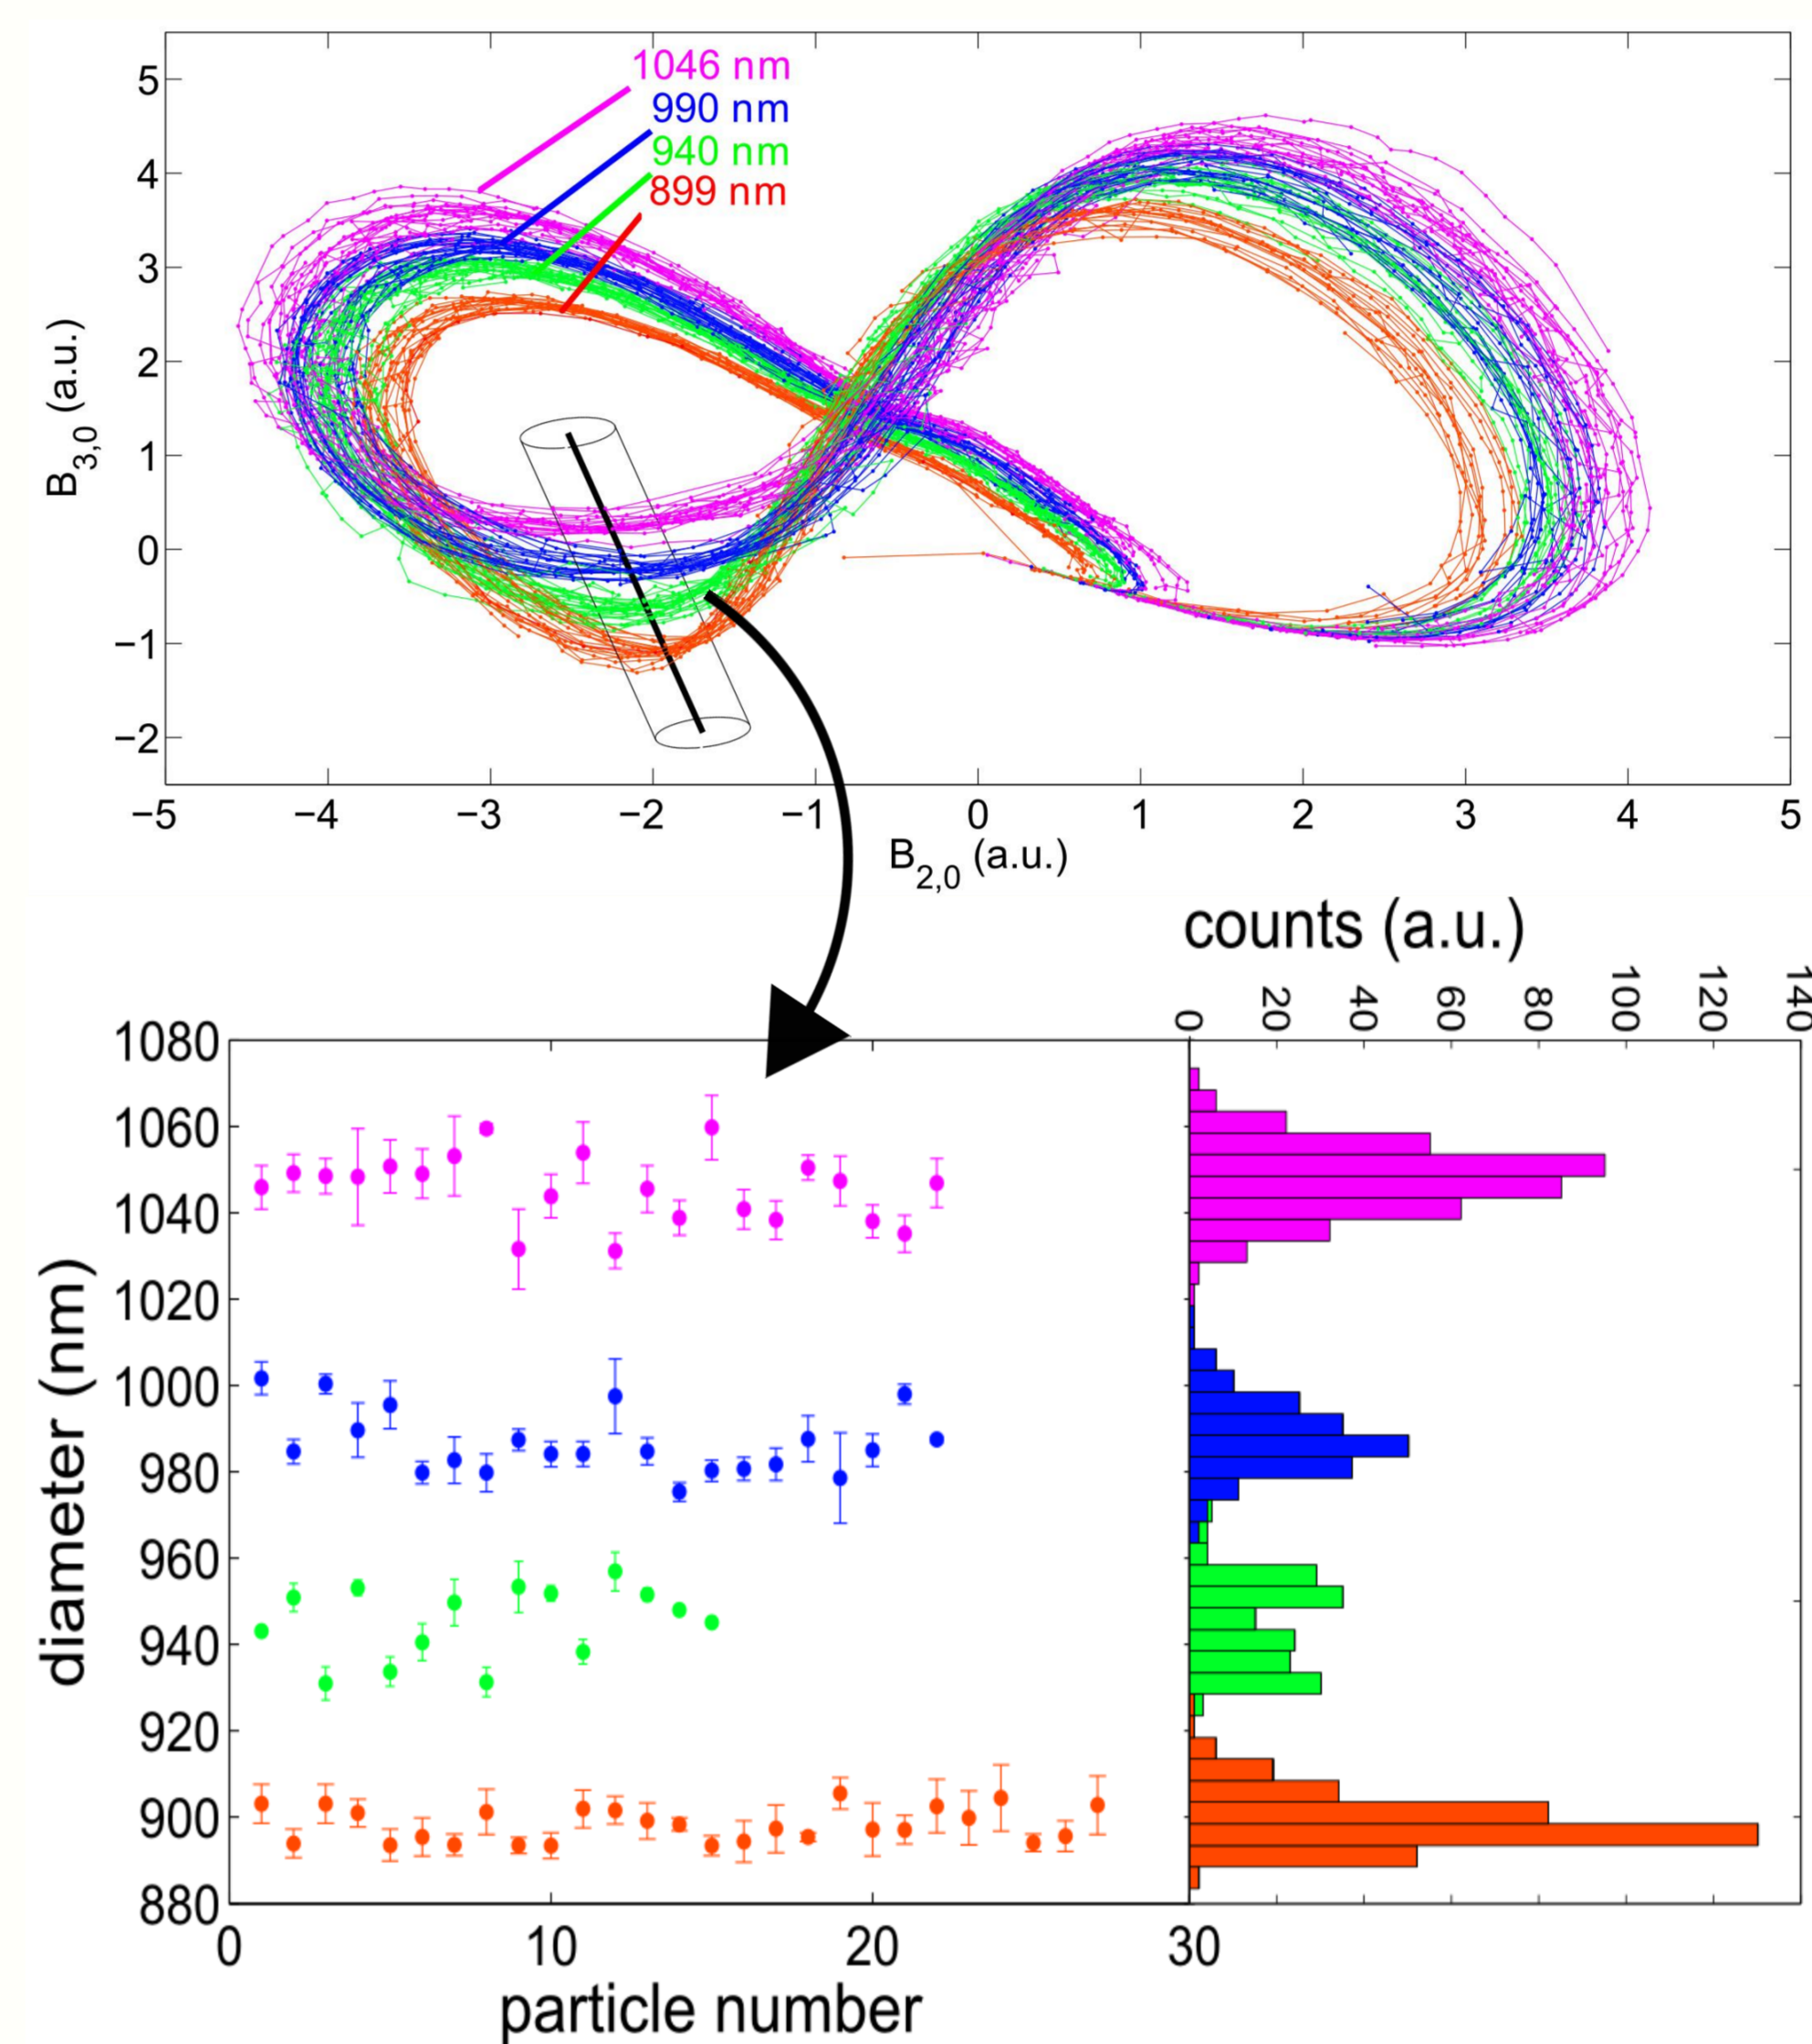 1046 nm
990 nm
940 nm
899 nm
5
4
3
2
1
0
−1
−2
B3,0 (a.u.)
−5 −4 −3 −2 −1 0 1 2 3 4 5
B2,0 (a.u.)
counts (a.u.)
0 20 40 60 80 100 120 140
1080
1060
1040
1020
1000
980
960
940
920
900
880
diameter (nm)
0 10 20 30
particle number